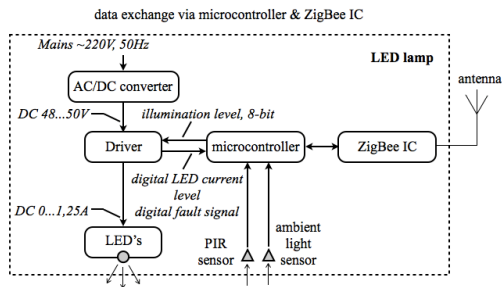 data exchange via microcontroller & ZigBee IC
Mains ~220V, 50Hz
LED lamp
antenna
AC/DC converter
DC 48...50V
illumination level, 8-bit
Driver
microcontroller
ZigBee IC
digital LED current
level
digital fault signal
DC 0...1,25A
LED's
PIR
sensor
ambient
light
sensor